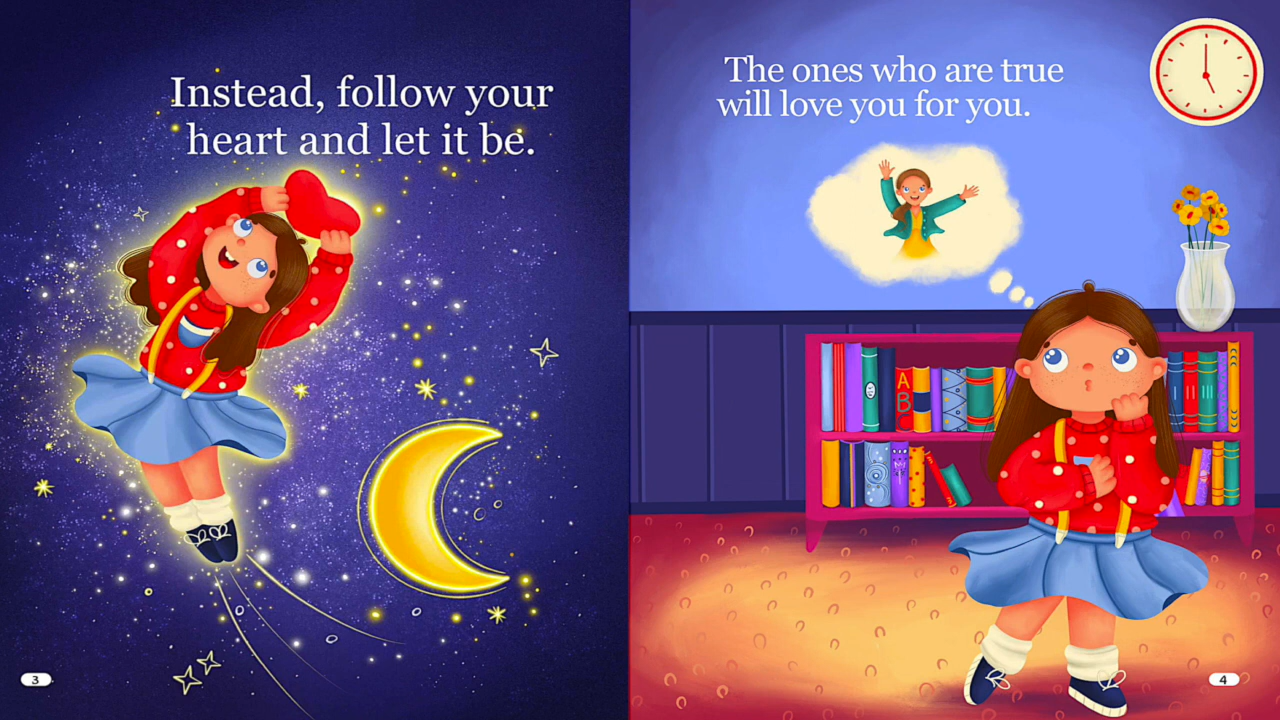 Instead, follow your
heart and let it be.
3
The ones who are true
will love you for you.
A
B
C
4